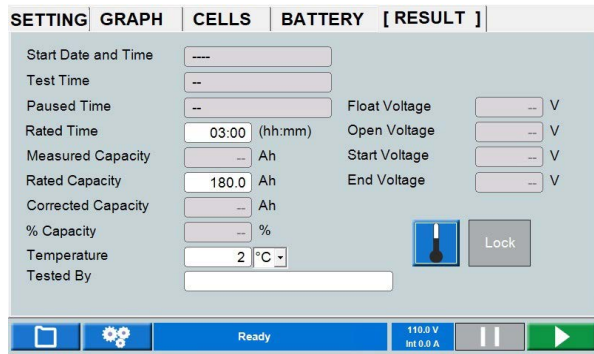 SETTING GRAPH CELLS BATTERY [ RESULT ]
Start Date and Time ----
Test Time --
Paused Time -- Float Voltage -- V
Rated Time 03:00 (hh:mm) Open Voltage -- V
Measured Capacity -- Ah Start Voltage -- V
Rated Capacity 180.0 Ah End Voltage -- V
Corrected Capacity -- Ah
% Capacity -- %
Temperature 2 °C
Lock
Tested By
Ready
110.0 V
Int 0.0 A